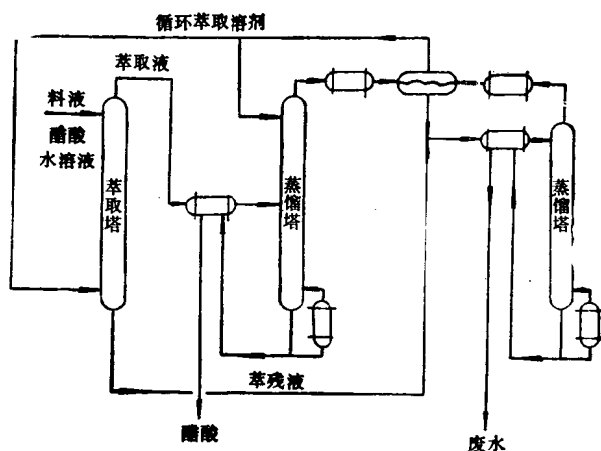 循环萃取溶剂
萃取液
料液
醋酸
水溶液
萃取塔
蒸馏塔
蒸馏塔
萃残液
醋酸
废水